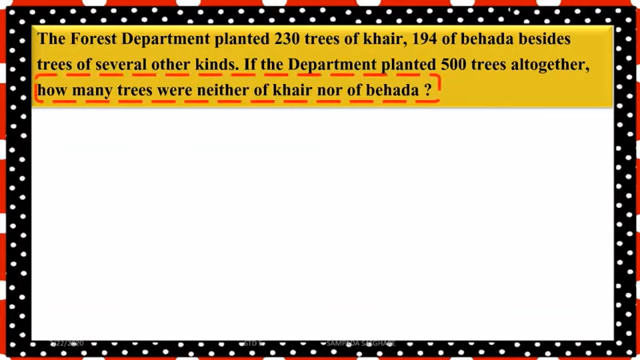 The Forest Department planted 230 trees of khair, 194 of behada besides
trees of several other kinds. If the Department planted 500 trees altogether,
how many trees were neither of khair nor of behada ?